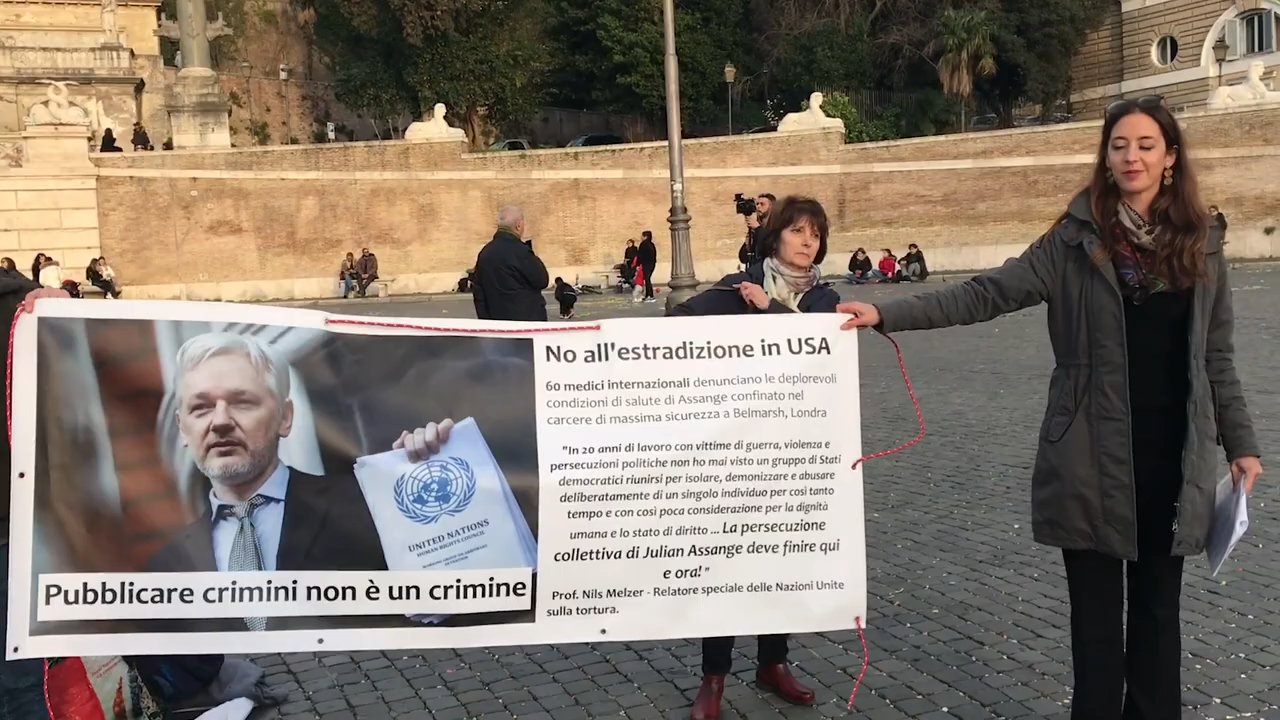 Pubblicare crimini non è un crimine
UNITED NATIONS
HUMAN RIGHTS COUNCIL
No all'estradizione in USA
60 medici internazionali denunciano le deplorevoli
condizioni di salute di Assange confinato nel
carcere di massima sicurezza a Belmarsh, Londra
"In 20 anni di lavoro con vittime di guerra, violenza e
persecuzioni politiche non ho mai visto un gruppo di Stati
democratici riunirsi per isolare, demonizzare e abusare
deliberatamente di un singolo individuo per così tanto
tempo e con così poca considerazione per la dignità
umana e lo stato di diritto ... La persecuzione
collettiva di Julian Assange deve finire qui
e ora!"
Prof. Nils Melzer - Relatore speciale delle Nazioni Unite
sulla tortura.